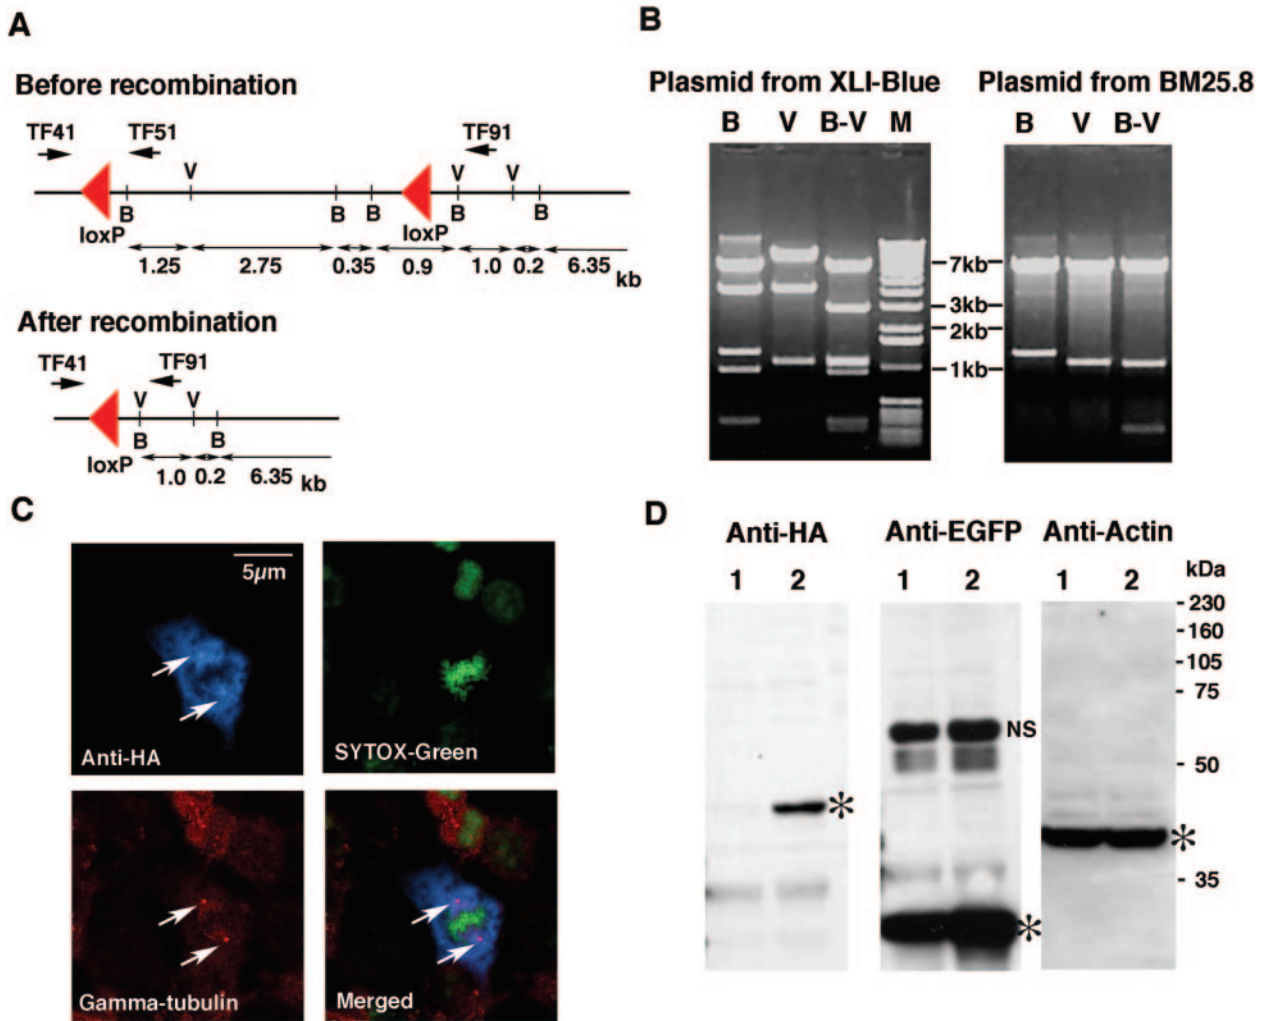 A
Before recombination
TF41 TF51 TF91
V V V
B B B B B
loxP loxP
1.25 2.75 0.35 0.9 1.0 0.2 6.35 kb
After recombination
TF41 TF91
V V
B B
loxP
1.0 0.2 6.35 kb
B
Plasmid from XLI-Blue Plasmid from BM25.8
B V B-V M B V B-V
7kb
3kb
2kb
1kb
C
5µm
Anti-HA
SYTOX-Green
Gamma-tubulin
Merged
D
Anti-HA Anti-EGFP Anti-Actin
1 2 1 2 1 2 kDa
230
160
105
75
NS
50
*
*
35
*